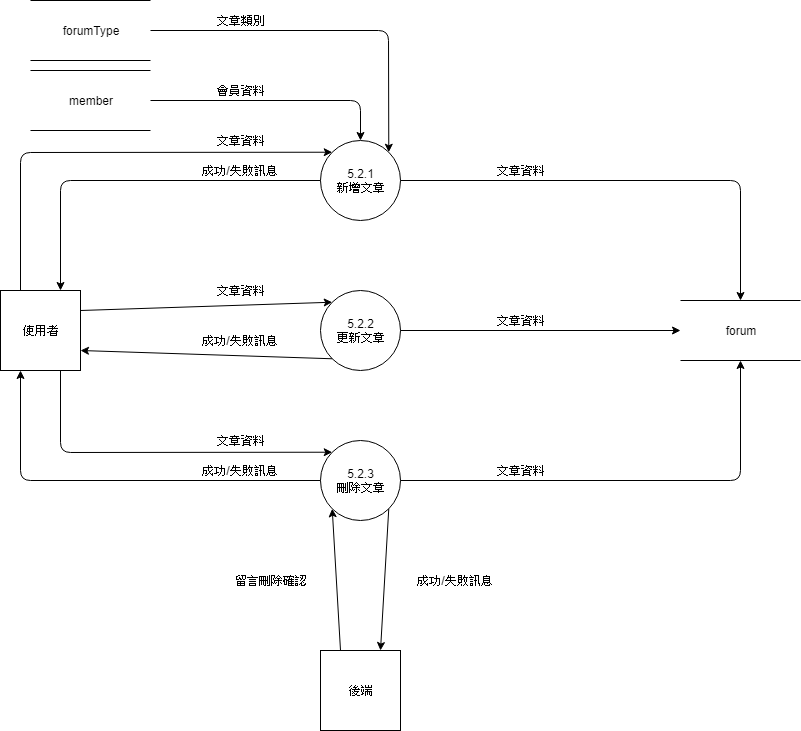 文章類別
forumType
會員資料
member
文章資料
成功/失敗訊息
5.2.1
新增文章
文章資料
文章資料
使用者
成功/失敗訊息
5.2.2
更新文章
文章資料
forum
文章資料
成功/失敗訊息
5.2.3
刪除文章
文章資料
留言刪除確認
成功/失敗訊息
後端